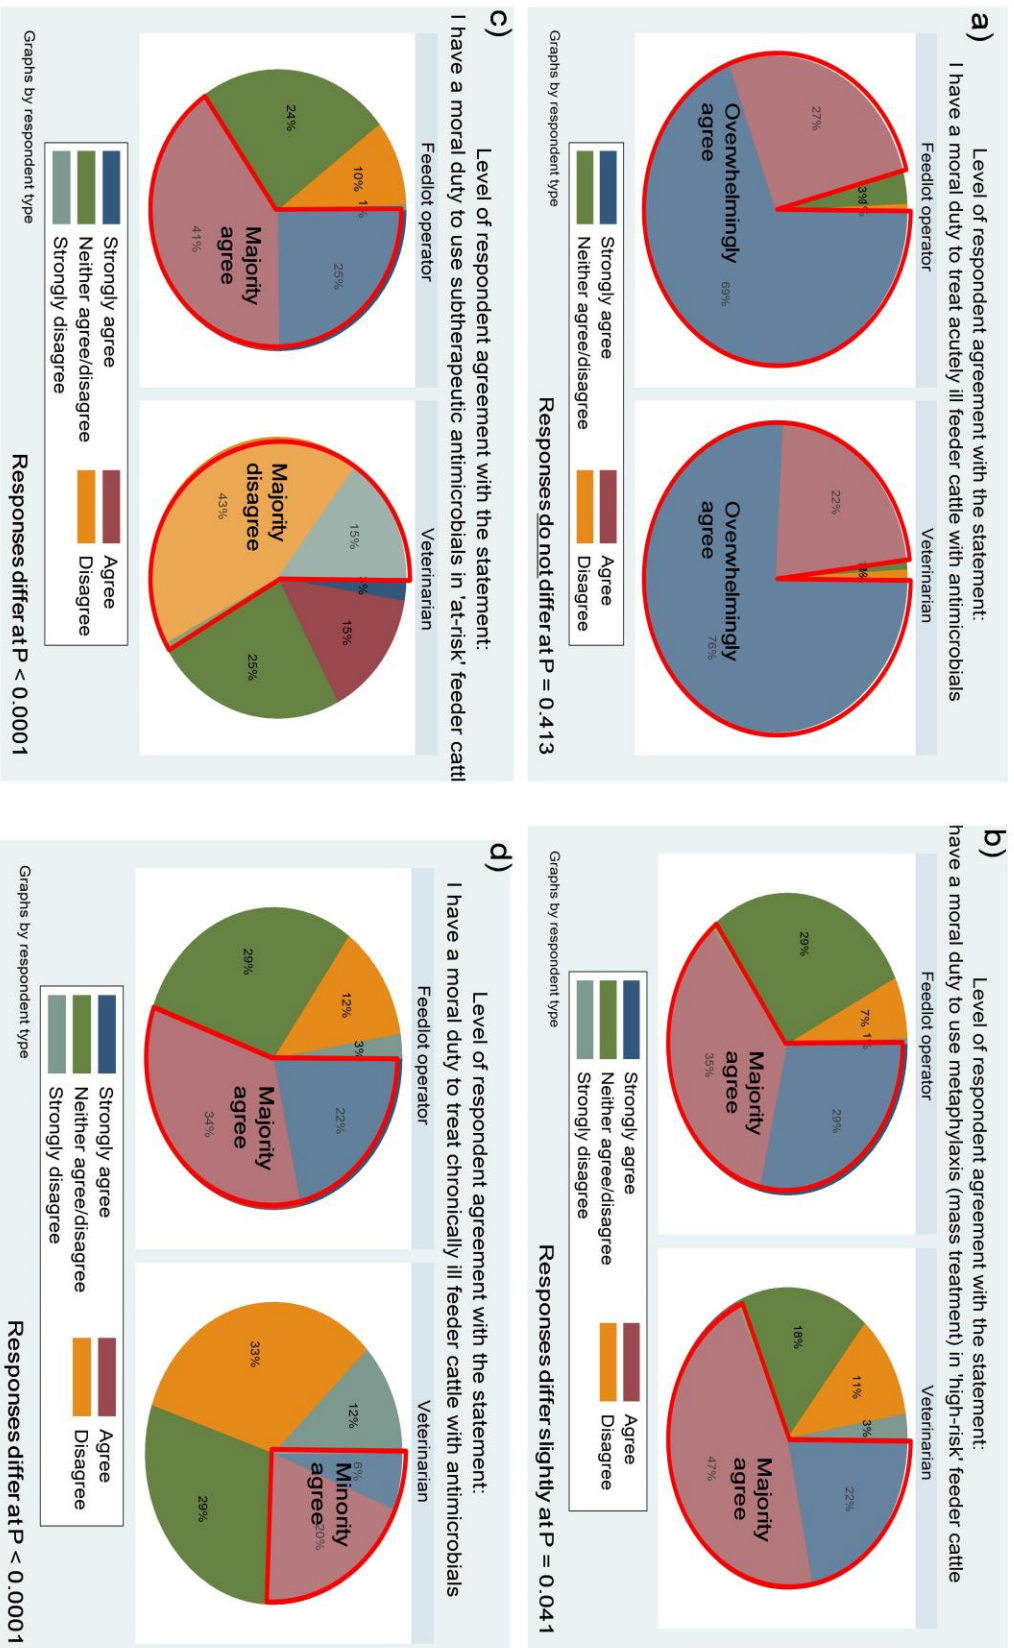 a)
Level of respondent agreement with the statement:
I have a moral duty to treat acutely ill feeder cattle with antimicrobials
Feedlot operator
Veterinarian
27%
3%
Overwhelmingly
agree
69%
22%
Overwhelmingly
agree
76%
Strongly agree
Agree
Neither agree/disagree
Disagree
Graphs by respondent type
Responses do not differ at P = 0.413
b)
Level of respondent agreement with the statement:
have a moral duty to use metaphylaxis (mass treatment) in 'high-risk' feeder cattle
Feedlot operator
Veterinarian
29%
7%
1%
29%
Majority
agree
35%
18%
11%
3%
22%
Majority
agree
47%
Strongly agree
Agree
Neither agree/disagree
Disagree
Strongly disagree
Graphs by respondent type
Responses differ slightly at P = 0.041
c)
Level of respondent agreement with the statement:
I have a moral duty to use subtherapeutic antimicrobials in 'at-risk' feeder cattl
Feedlot operator
Veterinarian
24%
10%
1%
25%
Majority
agree
41%
15%
Majority
disagree
43%
15%
25%
Strongly agree
Agree
Neither agree/disagree
Disagree
Strongly disagree
Graphs by respondent type
Responses differ at P < 0.0001
d)
Level of respondent agreement with the statement:
I have a moral duty to treat chronically ill feeder cattle with antimicrobials
Feedlot operator
Veterinarian
29%
12%
3%
22%
Majority
agree
34%
33%
12%
6%
Minority
agree
20%
29%
Strongly agree
Agree
Neither agree/disagree
Disagree
Strongly disagree
Graphs by respondent type
Responses differ at P < 0.0001